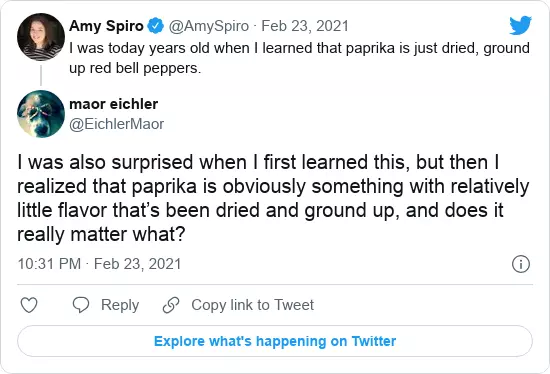 Amy Spiro @AmySpiro · Feb 23, 2021
I was today years old when I learned that paprika is just dried, ground
up red bell peppers.
maor eichler
@EichlerMaor
I was also surprised when I first learned this, but then I
realized that paprika is obviously something with relatively
little flavor that’s been dried and ground up, and does it
really matter what?
10:31 PM · Feb 23, 2021
Reply Copy link to Tweet
Explore what's happening on Twitter